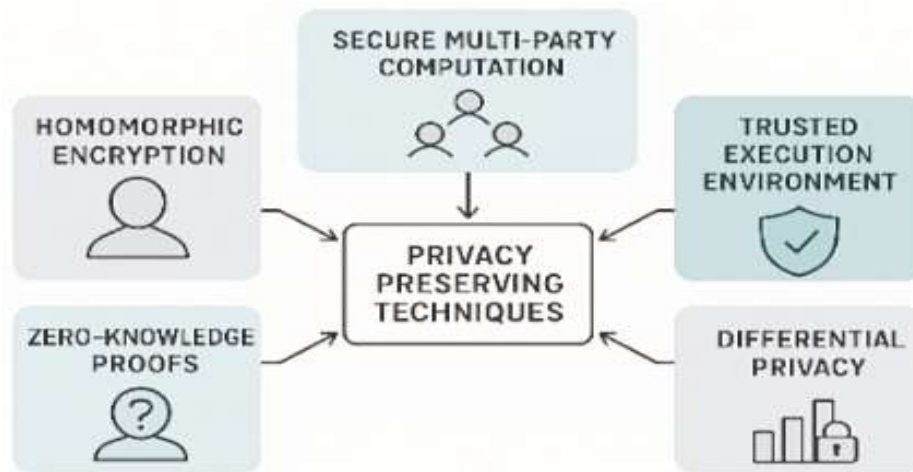 SECURE MULTI-PARTY
COMPUTATION
HOMOMORPHIC
ENCRYPTION
TRUSTED
EXECUTION
ENVIRONMENT
PRIVACY
PRESERVING
TECHNIQUES
ZERO-KNOWLEDGE
PROOFS
?
DIFFERENTIAL
PRIVACY